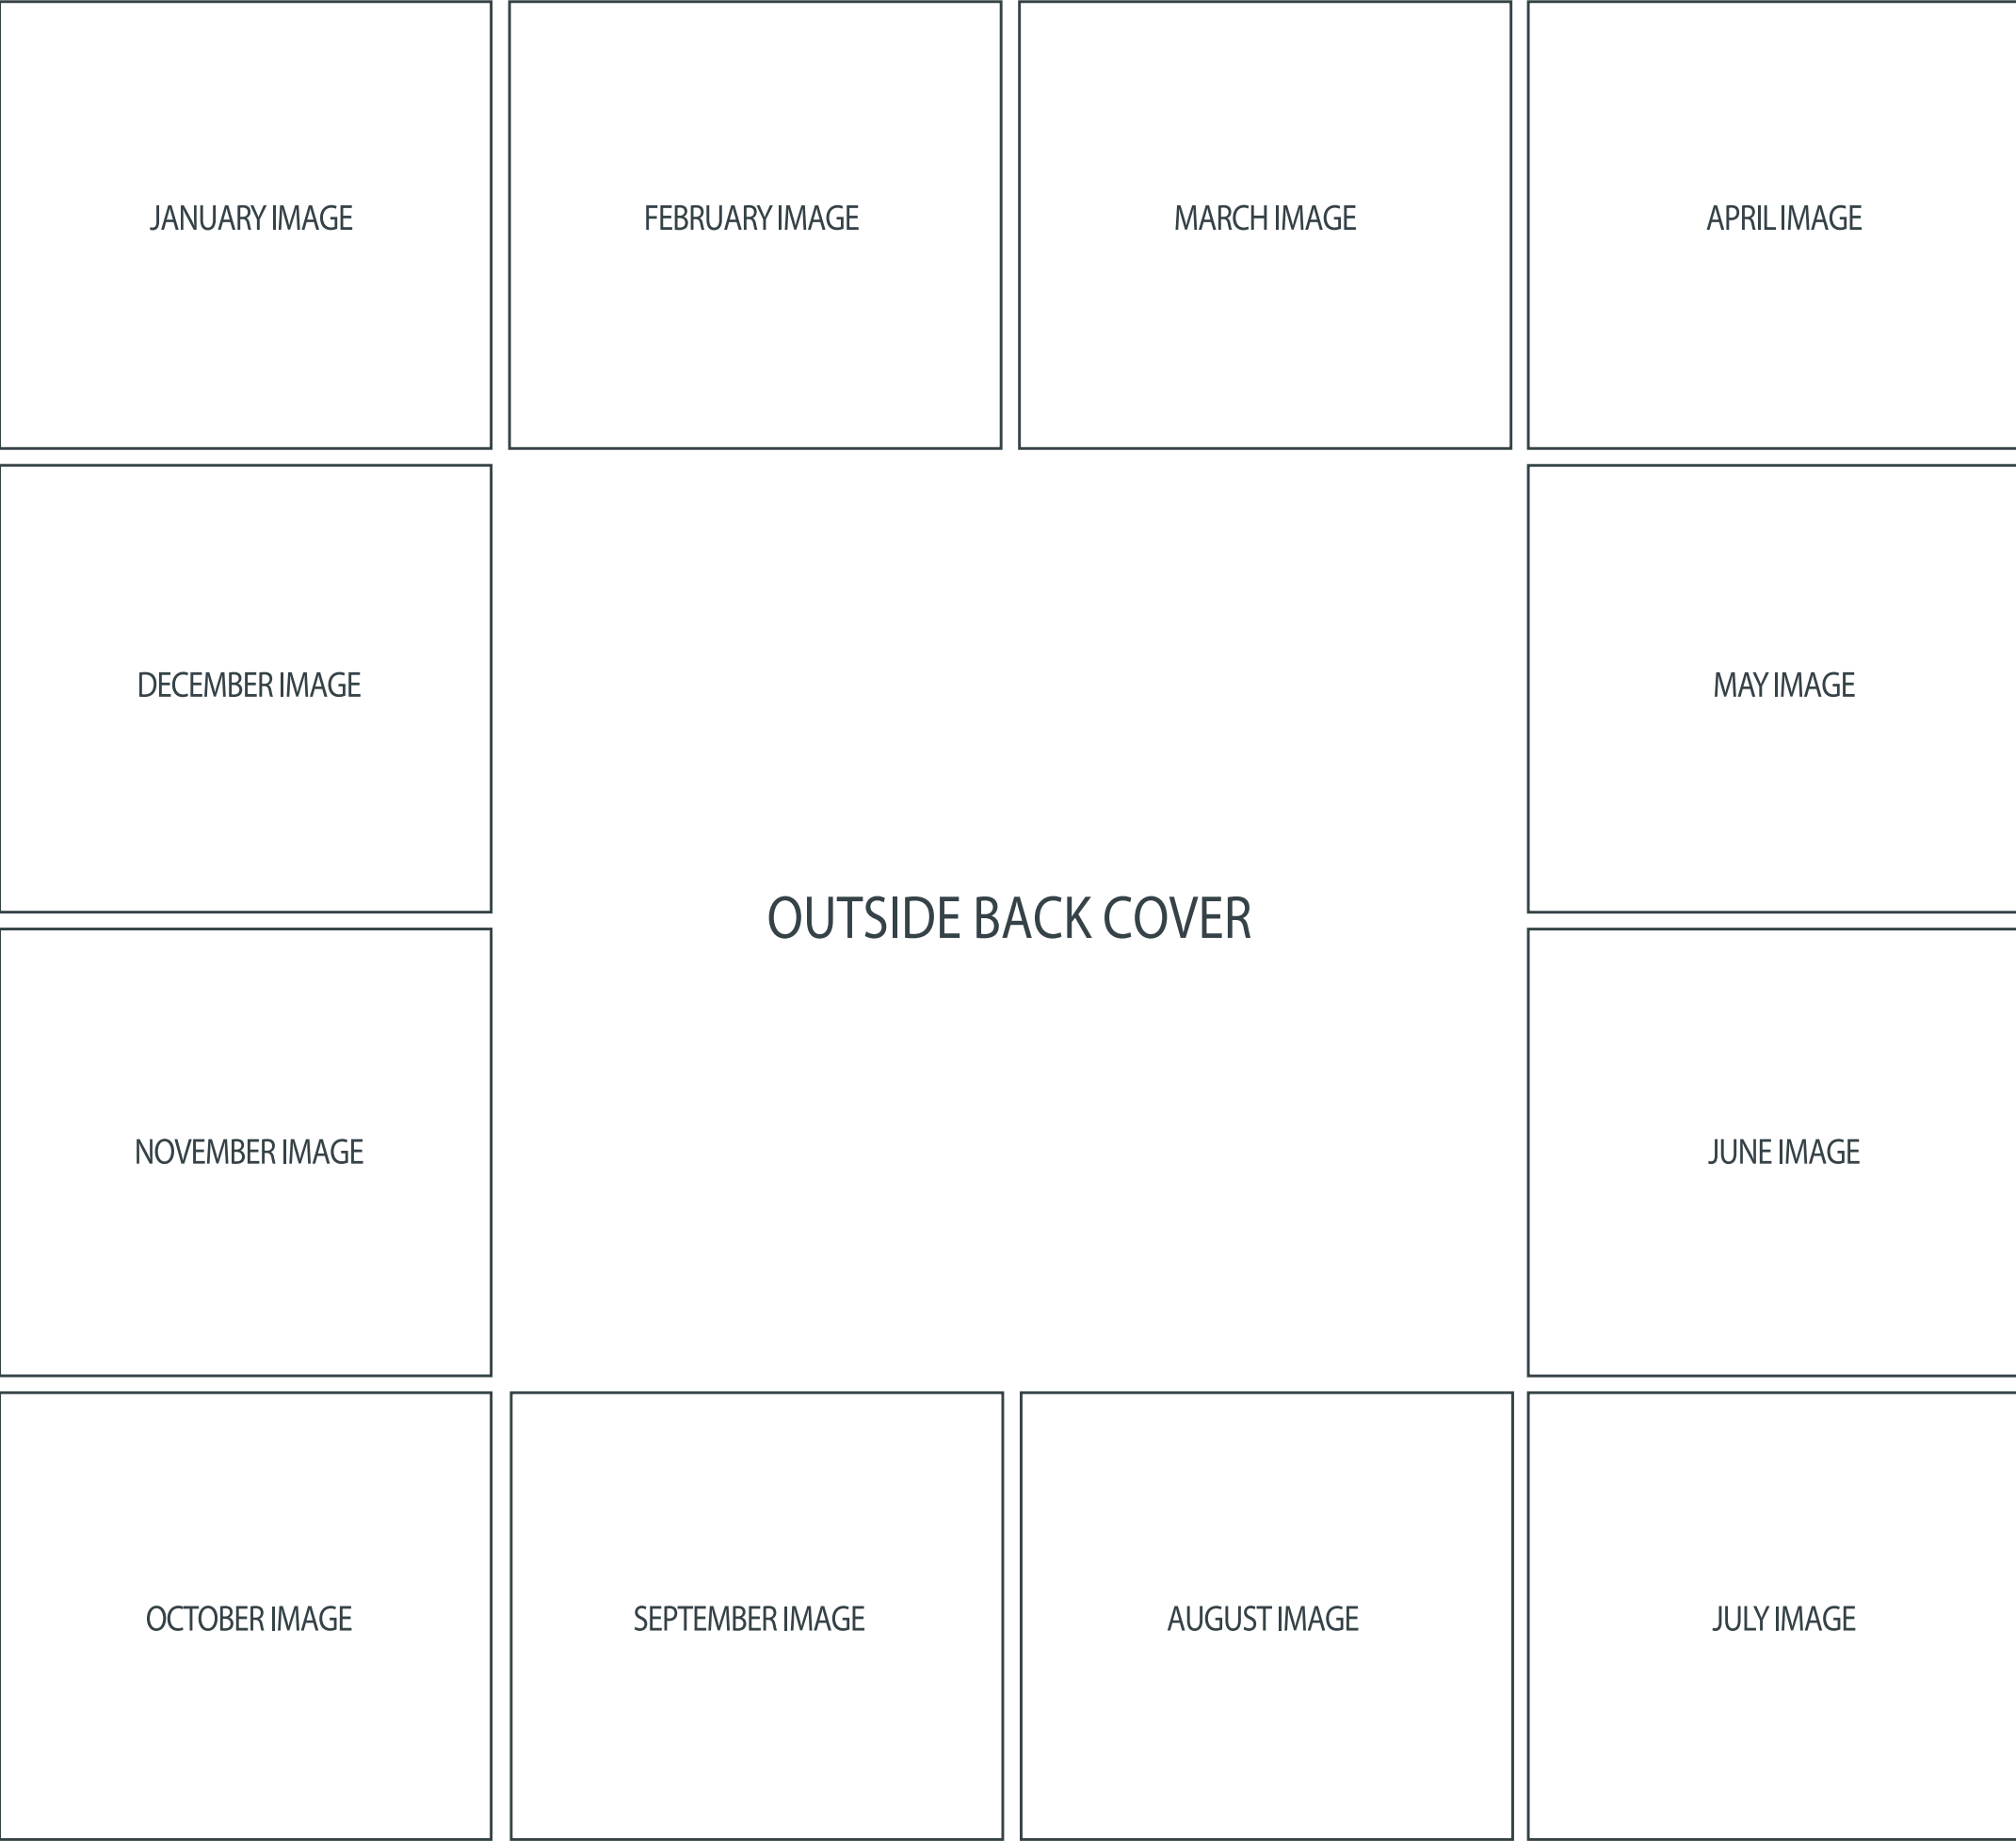 JANUARY IMAGE
FEBRUARY IMAGE
MARCH IMAGE
APRIL IMAGE
DECEMBER IMAGE
MAY IMAGE
OUTSIDE BACK COVER
NOVEMBER IMAGE
JUNE IMAGE
OCTOBER IMAGE
SEPTEMBER IMAGE
AUGUST IMAGE
JULY IMAGE